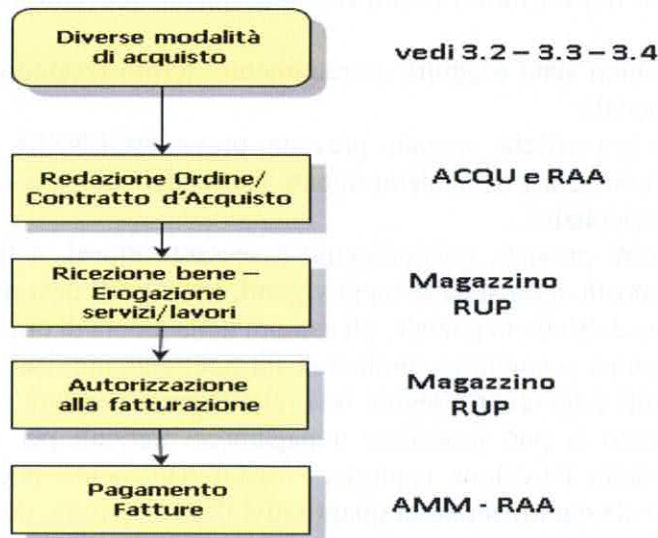 Diverse modalità
di acquisto
vedi 3.2 – 3.3 – 3.4
Redazione Ordine/
Contratto d'Acquisto
ACQU e RAA
Ricezione bene –
Erogazione
servizi/lavori
Magazzino
RUP
Autorizzazione
alla fatturazione
Magazzino
RUP
Pagamento
Fatture
AMM - RAA